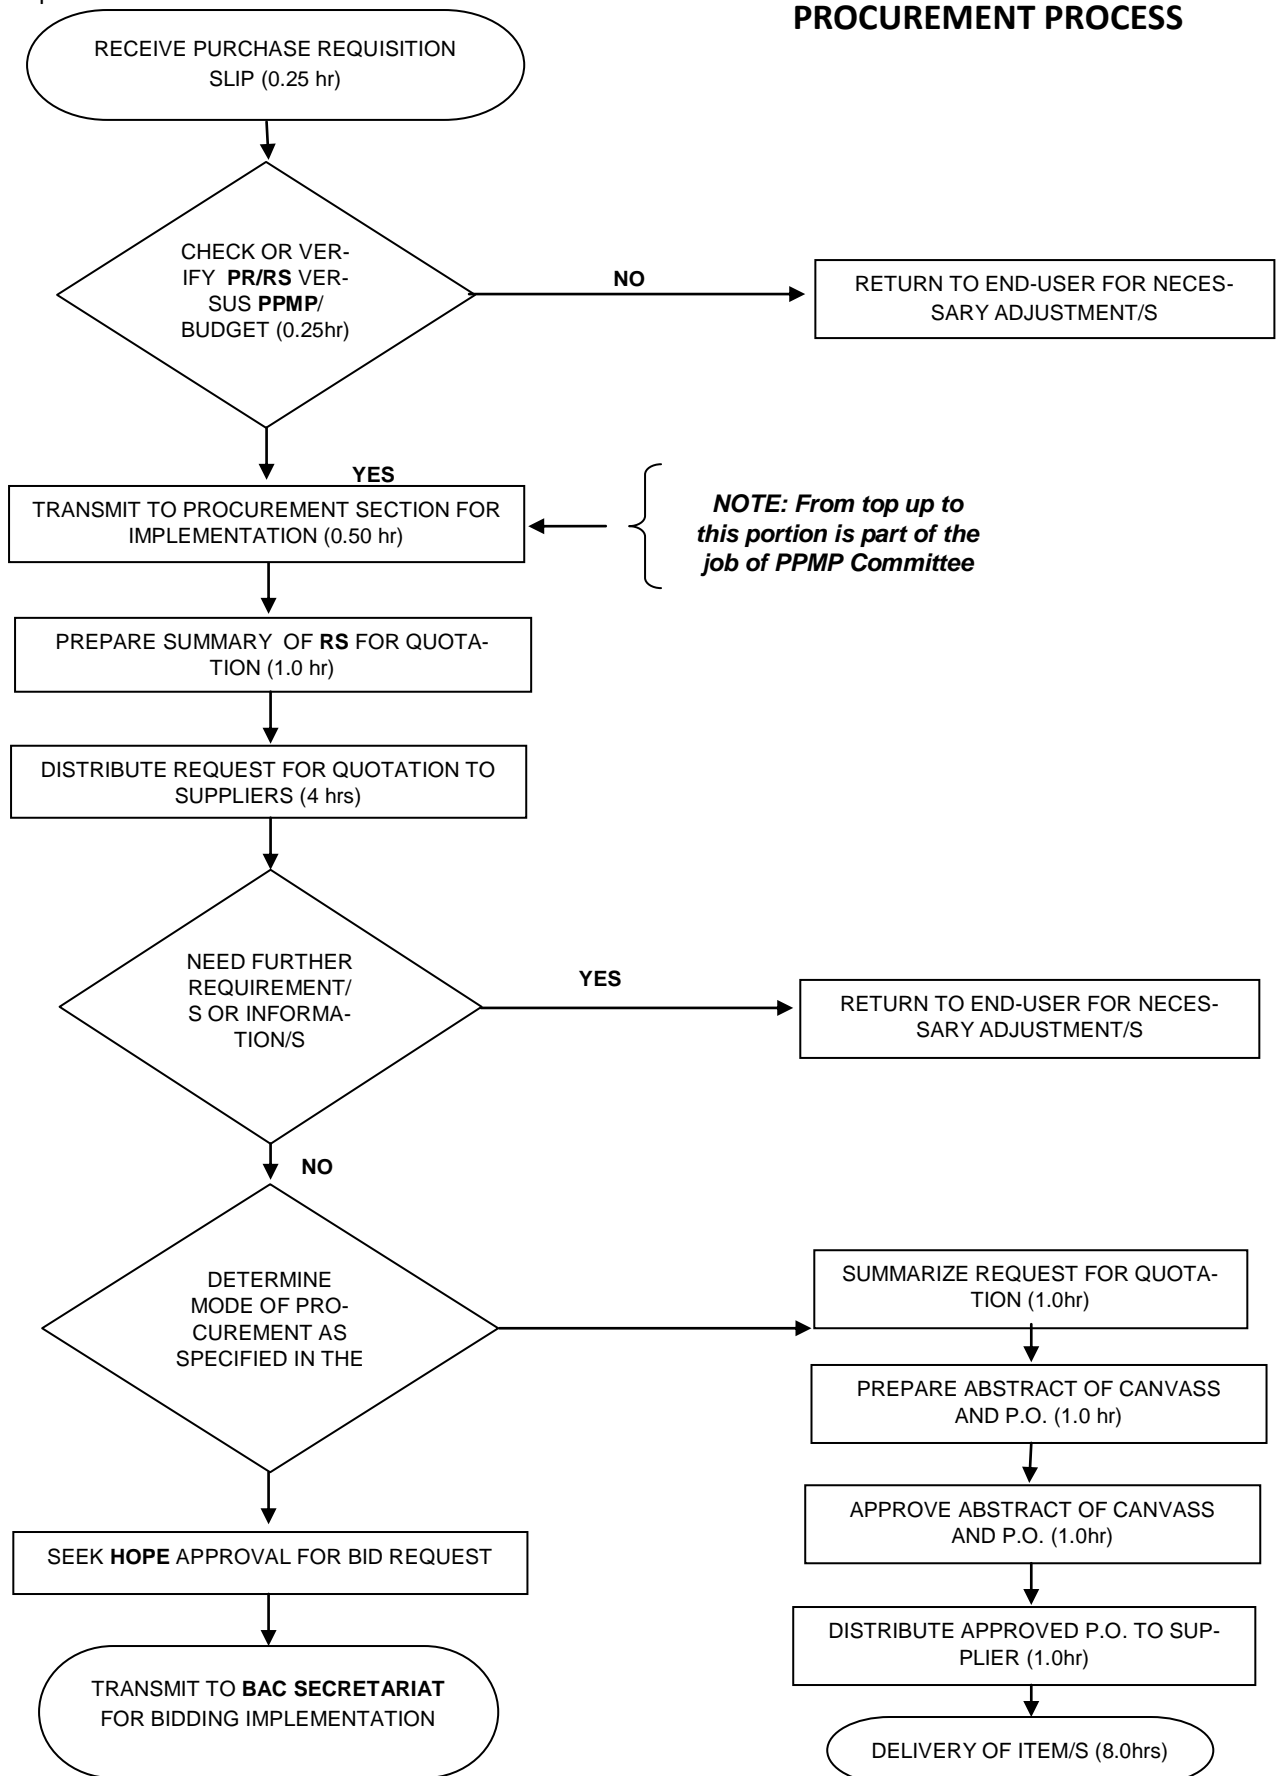 PROCUREMENT PROCESS
RECEIVE PURCHASE REQUISITION
SLIP (0.25 hr)
CHECK OR VER-
IFY PR/RS VER-
SUS PPMP/
BUDGET (0.25hr)
NO
RETURN TO END-USER FOR NECES-
SARY ADJUSTMENT/S
YES
TRANSMIT TO PROCUREMENT SECTION FOR
IMPLEMENTATION (0.50 hr)
NOTE: From top up to
this portion is part of the
job of PPMP Committee
PREPARE SUMMARY OF RS FOR QUOTA-
TION (1.0 hr)
DISTRIBUTE REQUEST FOR QUOTATION TO
SUPPLIERS (4 hrs)
NEED FURTHER
REQUIREMENT/
S OR INFORMA-
TION/S
YES
RETURN TO END-USER FOR NECES-
SARY ADJUSTMENT/S
NO
DETERMINE
MODE OF PRO-
CUREMENT AS
SPECIFIED IN THE
SUMMARIZE REQUEST FOR QUOTA-
TION (1.0hr)
PREPARE ABSTRACT OF CANVASS
AND P.O. (1.0 hr)
APPROVE ABSTRACT OF CANVASS
AND P.O. (1.0hr)
SEEK HOPE APPROVAL FOR BID REQUEST
DISTRIBUTE APPROVED P.O. TO SUP-
PLIER (1.0hr)
TRANSMIT TO BAC SECRETARIAT
FOR BIDDING IMPLEMENTATION
DELIVERY OF ITEM/S (8.0hrs)